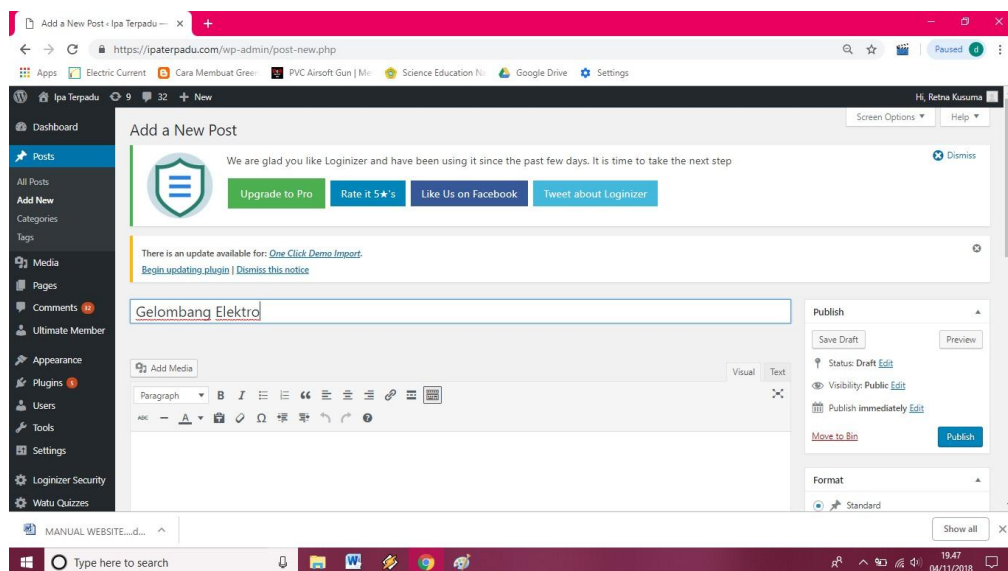 Add a New Post ‹ Ipa Terpadu —
https://ipaterpadu.com/wp-admin/post-new.php
Paused d
Apps Electric Current Cara Membuat Gree PVC Airsoft Gun | M Science Education N Google Drive Settings
Ipa Terpadu 9 32 + New Hi, Retna Kusuma
Screen Options Help
Dashboard
Posts
All Posts
Add New
Categories
Tags
Media
Pages
Comments 32
Ultimate Member
Appearance
Plugins 5
Users
Tools
Settings
Loginizer Security
Watu Quizzes
Add a New Post
We are glad you like Loginizer and have been using it since the past few days. It is time to take the next step
Dismiss
Upgrade to Pro Rate it 5★'s Like Us on Facebook Tweet about Loginizer
There is an update available for: One Click Demo Import.
Begin updating plugin | Dismiss this notice
Gelombang Elektro
Add Media
Visual Text
Paragraph B I
ABC A Ω
Publish
Save Draft Preview
Status: Draft Edit
Visibility: Public Edit
Publish immediately Edit
Move to Bin Publish
Format
Standard
MANUAL WEBSITE....d...
Show all
Type here to search
19.47
04/11/2018